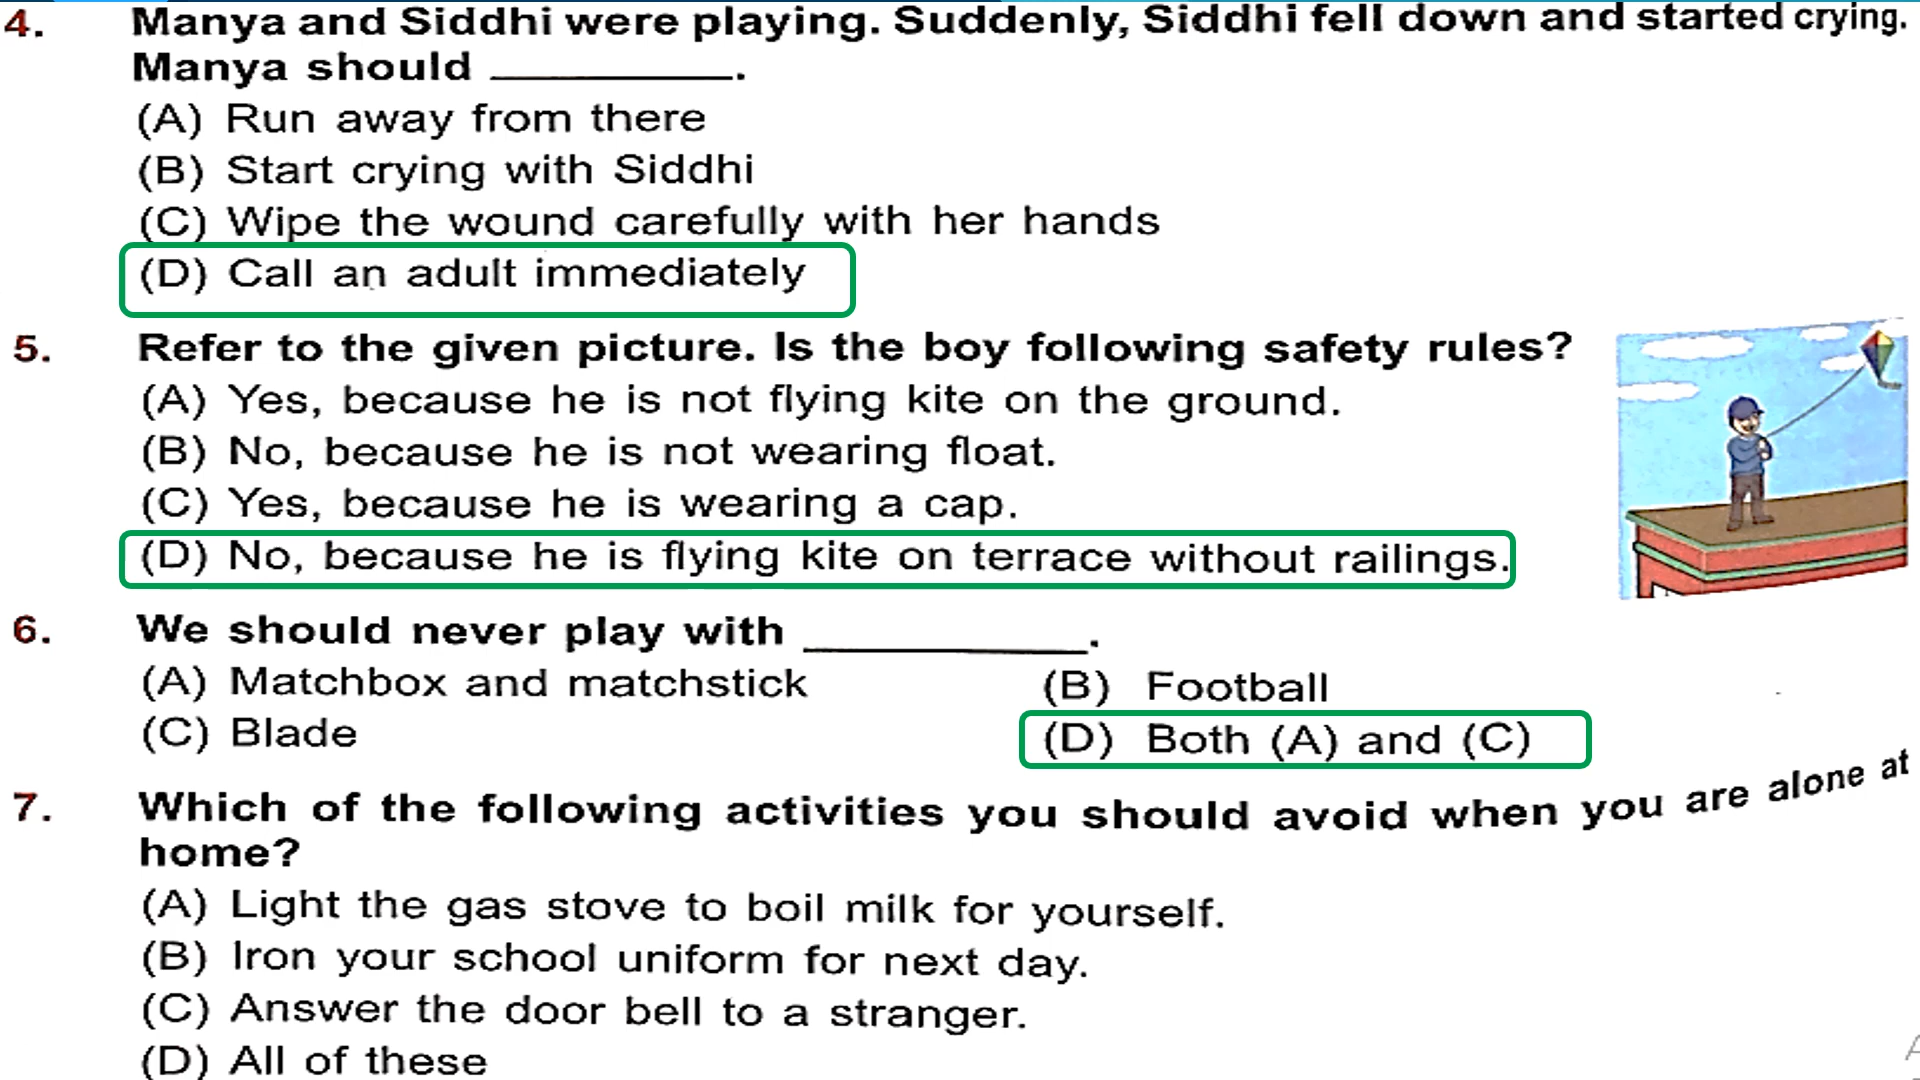 4. Manya and Siddhi were playing. Suddenly, Siddhi fell down and started crying.
Manya should __________.
(A) Run away from there
(B) Start crying with Siddhi
(C) Wipe the wound carefully with her hands
(D) Call an adult immediately
5. Refer to the given picture. Is the boy following safety rules?
(A) Yes, because he is not flying kite on the ground.
(B) No, because he is not wearing float.
(C) Yes, because he is wearing a cap.
(D) No, because he is flying kite on terrace without railings.
6. We should never play with ____________.
(A) Matchbox and matchstick (B) Football
(C) Blade (D) Both (A) and (C)
7. Which of the following activities you should avoid when you are alone at
home?
(A) Light the gas stove to boil milk for yourself.
(B) Iron your school uniform for next day.
(C) Answer the door bell to a stranger.
(D) All of these